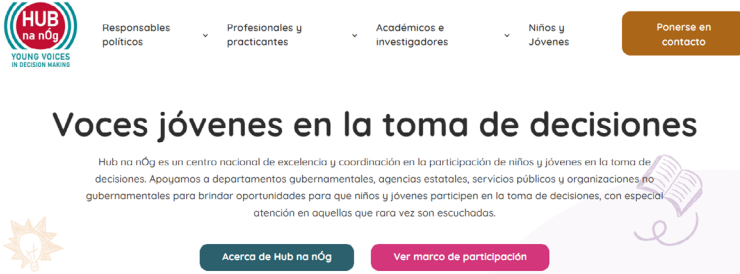 HUB
na nÓg
YOUNG VOICES
IN DECISION MAKING
Responsables
políticos
Profesionales y
practicantes
Académicos e
investigadores
Niños y
Jóvenes
Ponerse en
contacto
Voces jóvenes en la toma de decisiones
Hub na nÓg es un centro nacional de excelencia y coordinación en la participación de niños y jóvenes en la toma de
decisiones. Apoyamos a departamentos gubernamentales, agencias estatales, servicios públicos y organizaciones no
gubernamentales para brindar oportunidades para que niños y jóvenes participen en la toma de decisiones, con especial
atención en aquellas que rara vez son escuchadas.
Acerca de Hub na nÓg
Ver marco de participación